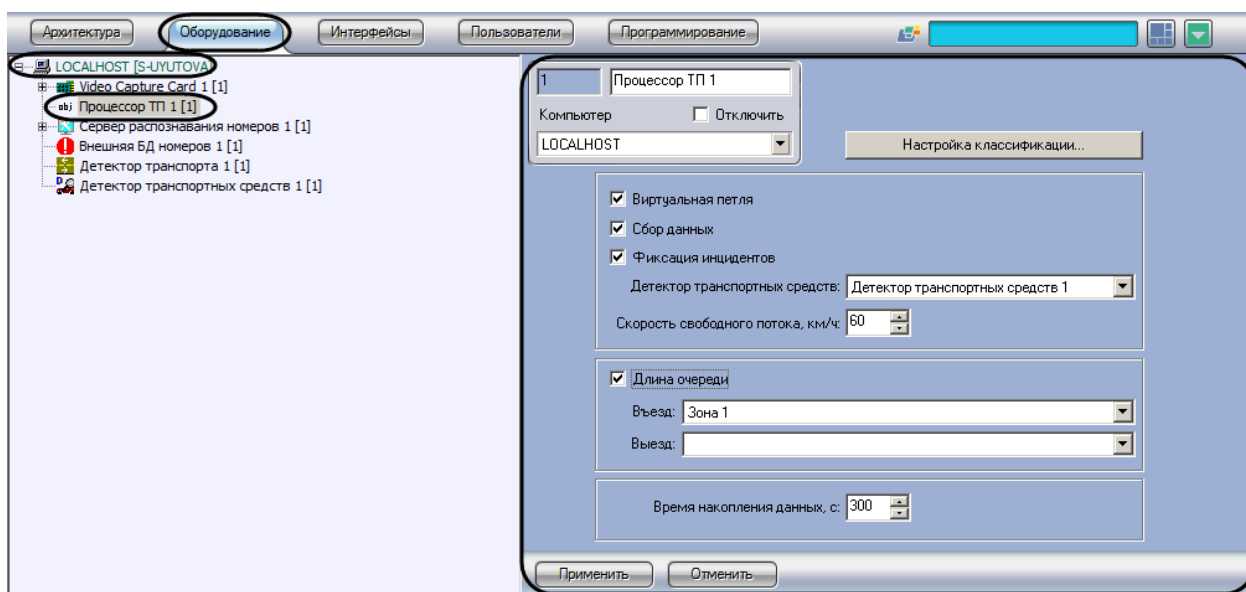 Архитектура Оборудование Интерфейсы Пользователи Программирование
LOCALHOST [S-UYUTOVA]
Video Capture Card 1 [1]
obj Процессор ТП 1 [1]
Сервер распознавания номеров 1 [1]
Внешняя БД номеров 1 [1]
Детектор транспорта 1 [1]
Детектор транспортных средств 1 [1]
1 Процессор ТП 1
Компьютер Отключить
LOCALHOST Настройка классификации...
Виртуальная петля
Сбор данных
Фиксация инцидентов
Детектор транспортных средств: Детектор транспортных средств 1
Скорость свободного потока, км/ч: 60
Длина очереди
Въезд: Зона 1
Выезд:
Время накопления данных, с: 300
Применить Отменить